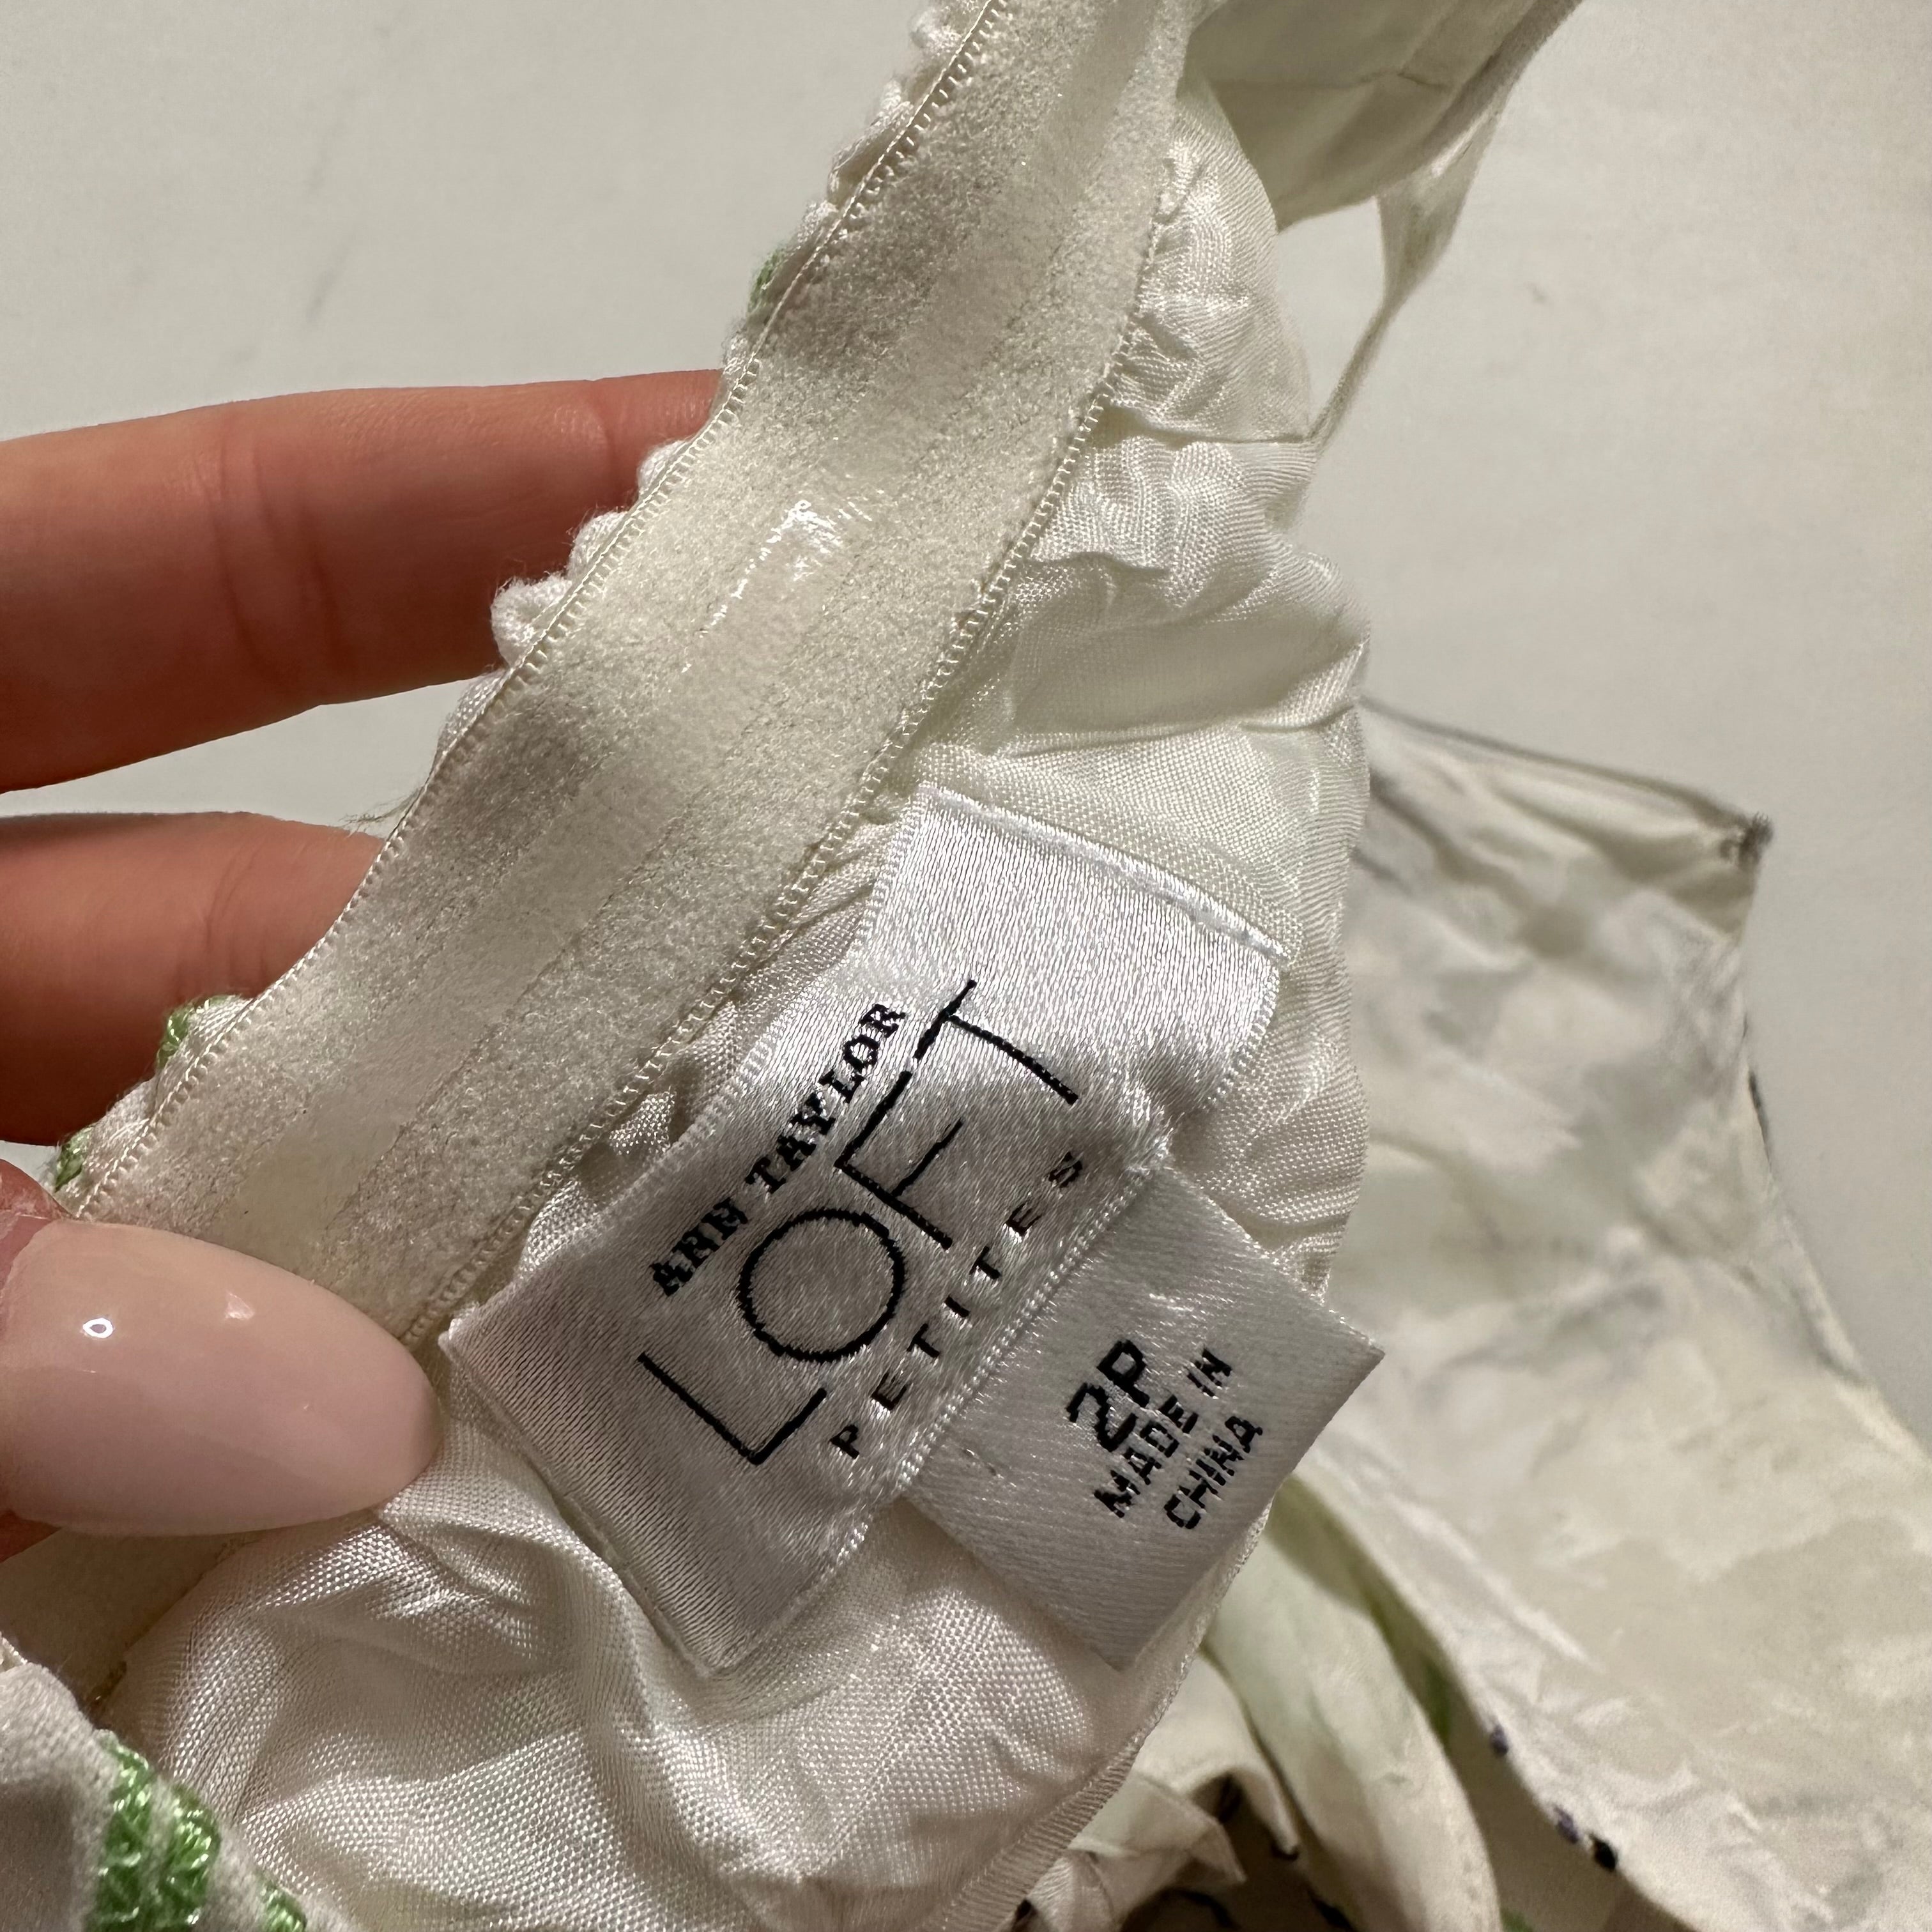 ANN TAYLOR
LOFT
PETITES
2P
MADE IN
CHINA